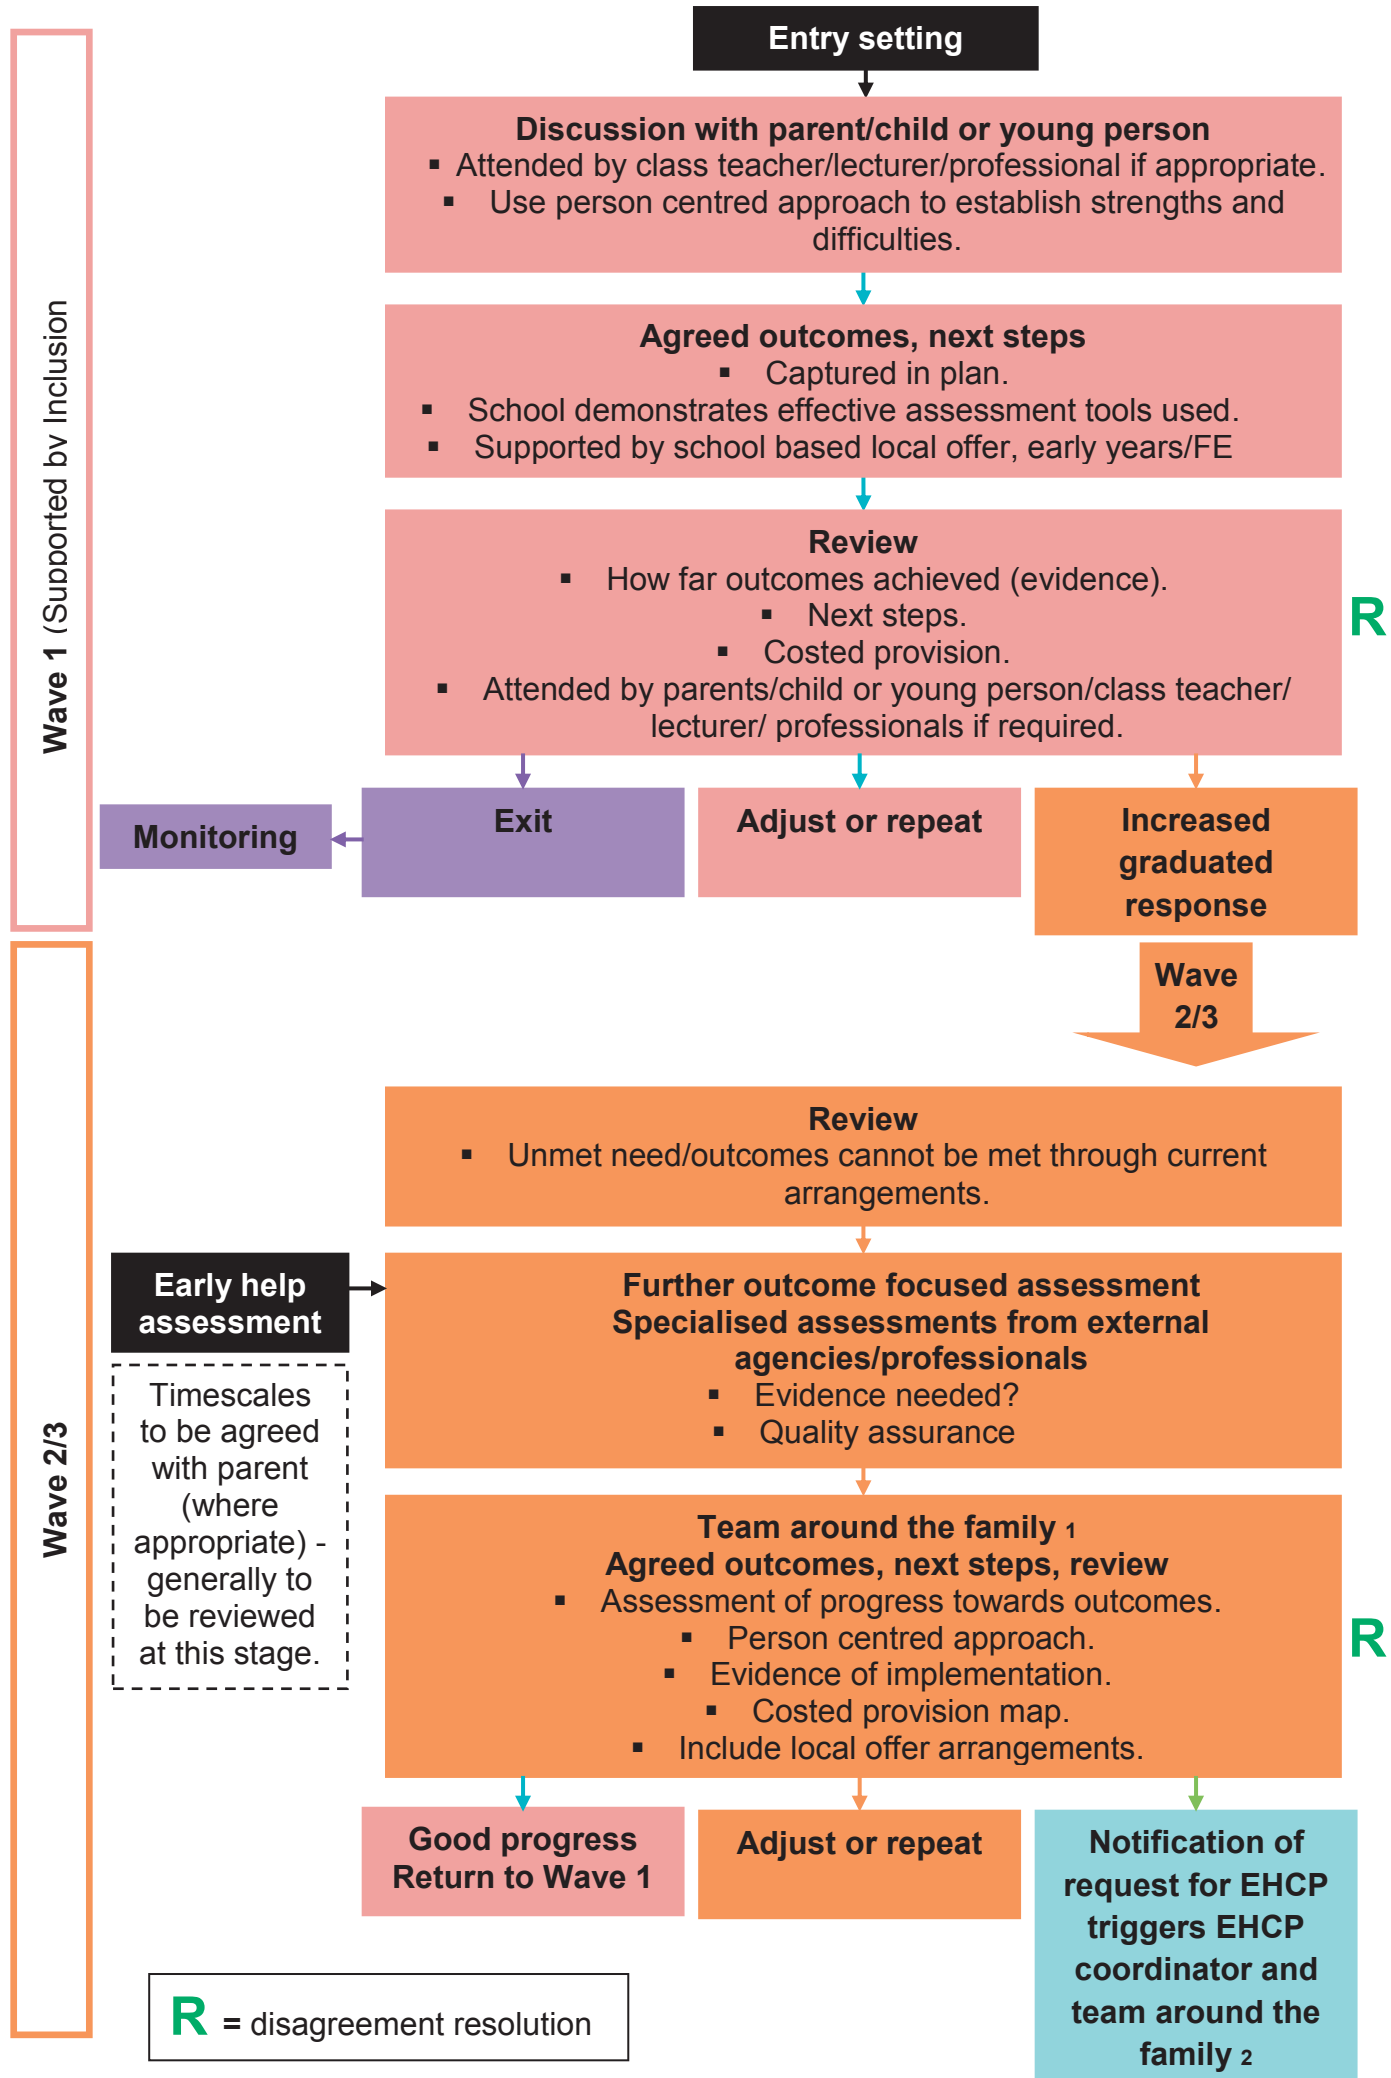 Entry setting
Discussion with parent/child or young person
▪ Attended by class teacher/lecturer/professional if appropriate.
▪ Use person centred approach to establish strengths and
difficulties.
Agreed outcomes, next steps
▪ Captured in plan.
▪ School demonstrates effective assessment tools used.
▪ Supported by school based local offer, early years/FE
Review
▪ How far outcomes achieved (evidence).
▪ Next steps.
▪ Costed provision.
▪ Attended by parents/child or young person/class teacher/
lecturer/ professionals if required.
R
Wave 1 (Supported by Inclusion
Monitoring
Exit
Adjust or repeat
Increased
graduated
response
Wave
2/3
Review
▪ Unmet need/outcomes cannot be met through current
arrangements.
Early help
assessment
Timescales
to be agreed
with parent
(where
appropriate) -
generally to
be reviewed
at this stage.
Further outcome focused assessment
Specialised assessments from external
agencies/professionals
▪ Evidence needed?
▪ Quality assurance
Wave 2/3
Team around the family 1
Agreed outcomes, next steps, review
▪ Assessment of progress towards outcomes.
▪ Person centred approach.
▪ Evidence of implementation.
▪ Costed provision map.
▪ Include local offer arrangements.
R
Good progress
Return to Wave 1
Adjust or repeat
Notification of
request for EHCP
triggers EHCP
coordinator and
team around the
family 2
R = disagreement resolution